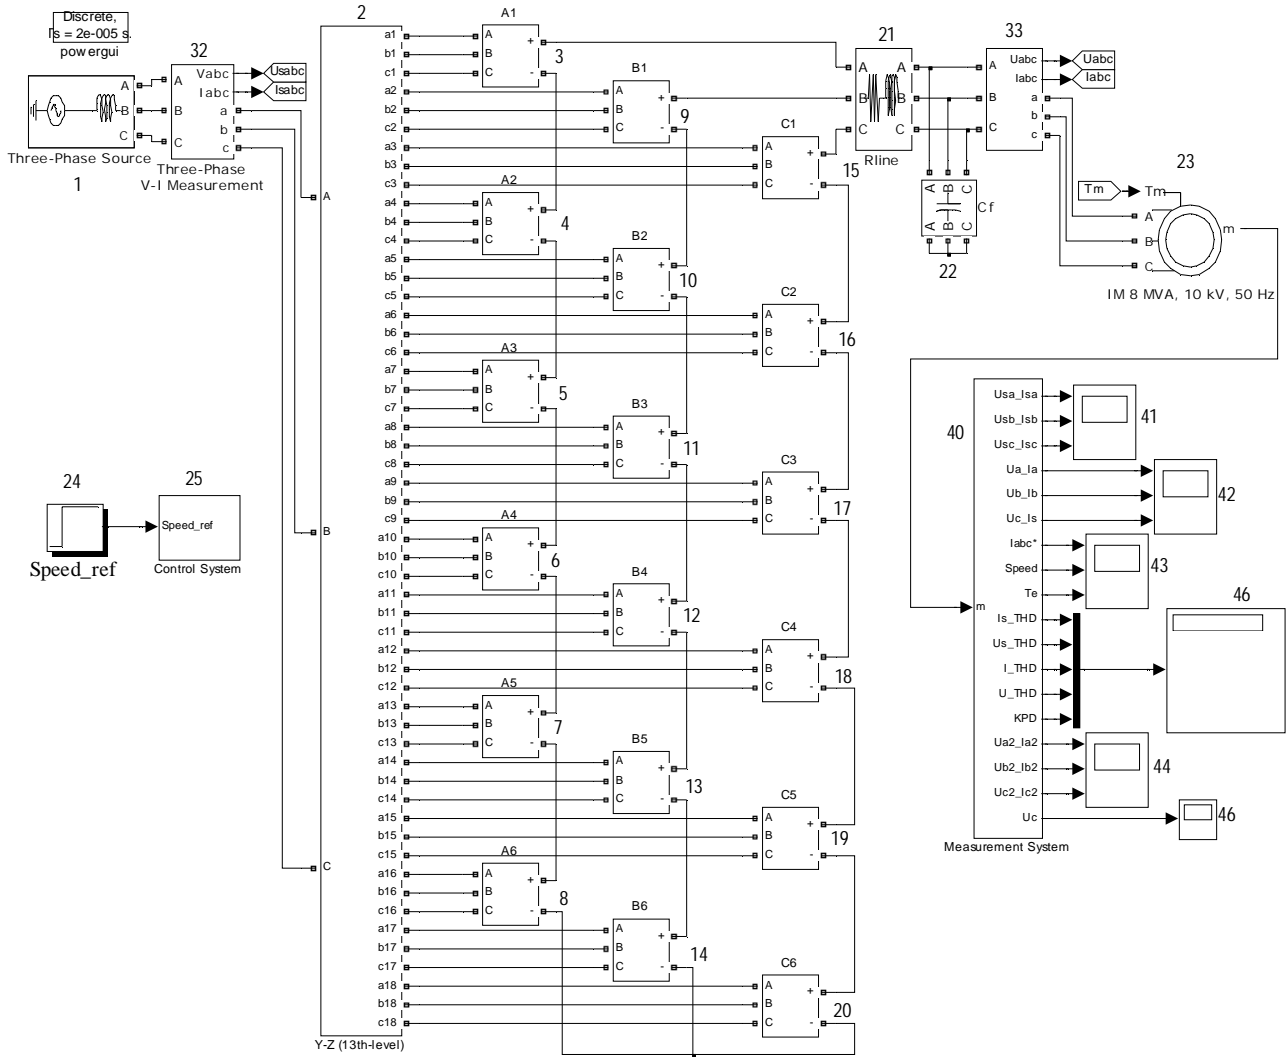 Discrete,
Ts = 2e-005 s.
powergui
32
Vabc
Iabc
a
b
c
A
B
C
Usabc
Isabc
A
B
C
Three-Phase Source
1
Three-Phase
V-I Measurement
2
A
B
C
a1
b1
c1
a2
b2
c2
a3
b3
c3
a4
b4
c4
a5
b5
c5
a6
b6
c6
a7
b7
c7
a8
b8
c8
a9
b9
c9
a10
b10
c10
a11
b11
c11
a12
b12
c12
a13
b13
c13
a14
b14
c14
a15
b15
c15
a16
b16
c16
a17
b17
c17
a18
b18
c18
Y-Z (13th-level)
A1
A
B
C
+
-
3
B1
A
B
C
+
-
9
C1
A
B
C
+
-
15
A2
A
B
C
+
-
4
B2
A
B
C
+
-
10
C2
A
B
C
+
-
16
A3
A
B
C
+
-
5
B3
A
B
C
+
-
11
C3
A
B
C
+
-
17
A4
A
B
C
+
-
6
B4
A
B
C
+
-
12
C4
A
B
C
+
-
18
A5
A
B
C
+
-
7
B5
A
B
C
+
-
13
C5
A
B
C
+
-
19
A6
A
B
C
+
-
8
B6
A
B
C
+
-
14
C6
A
B
C
+
-
20
21
A A
B B
C C
Rline
A B C
Cf
A B C
22
33
A
B
C
Uabc
Iabc
a
b
c
Uabc
Iabc
23
Tm
Tm
A
B
C
m
IM 8 MVA, 10 kV, 50 Hz
24
Speed_ref
25
Speed_ref
Control System
40
m
Usa_Isa
Usb_Isb
Usc_Isc
Ua_Ia
Ub_Ib
Uc_Is
Iabc*
Speed
Te
Is_THD
Us_THD
I_THD
U_THD
KPD
Ua2_Ia2
Ub2_Ib2
Uc2_Ic2
Uc
Measurement System
41
42
43
46
44
46